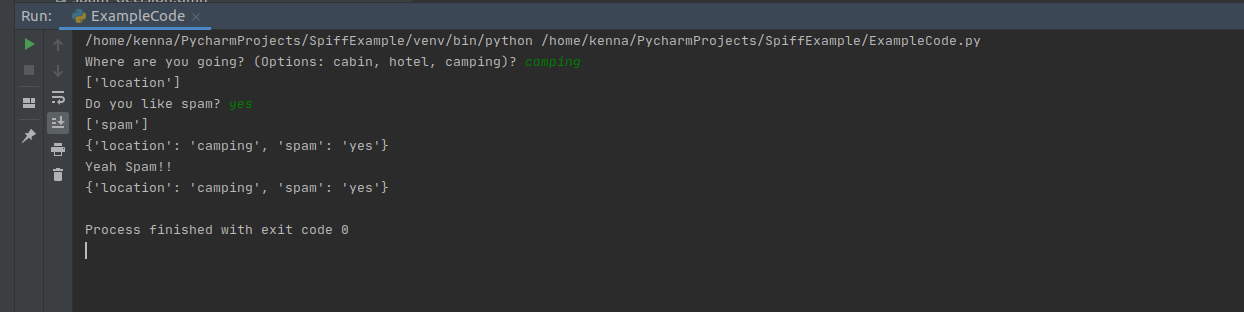 Run: ExampleCode
/home/kenna/PycharmProjects/SpiffExample/venv/bin/python /home/kenna/PycharmProjects/SpiffExample/ExampleCode.py
Where are you going? (Options: cabin, hotel, camping)? camping
['location']
Do you like spam? yes
['spam']
{'location': 'camping', 'spam': 'yes'}
Yeah Spam!!
{'location': 'camping', 'spam': 'yes'}
Process finished with exit code 0